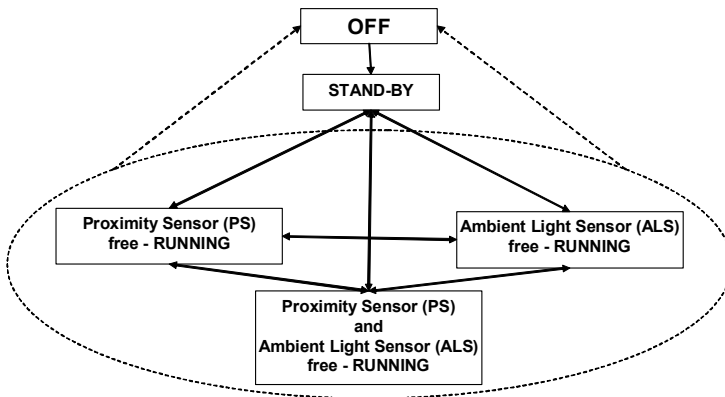 OFF
STAND-BY
Proximity Sensor (PS)
free - RUNNING
Ambient Light Sensor (ALS)
free - RUNNING
Proximity Sensor (PS)
and
Ambient Light Sensor (ALS)
free - RUNNING